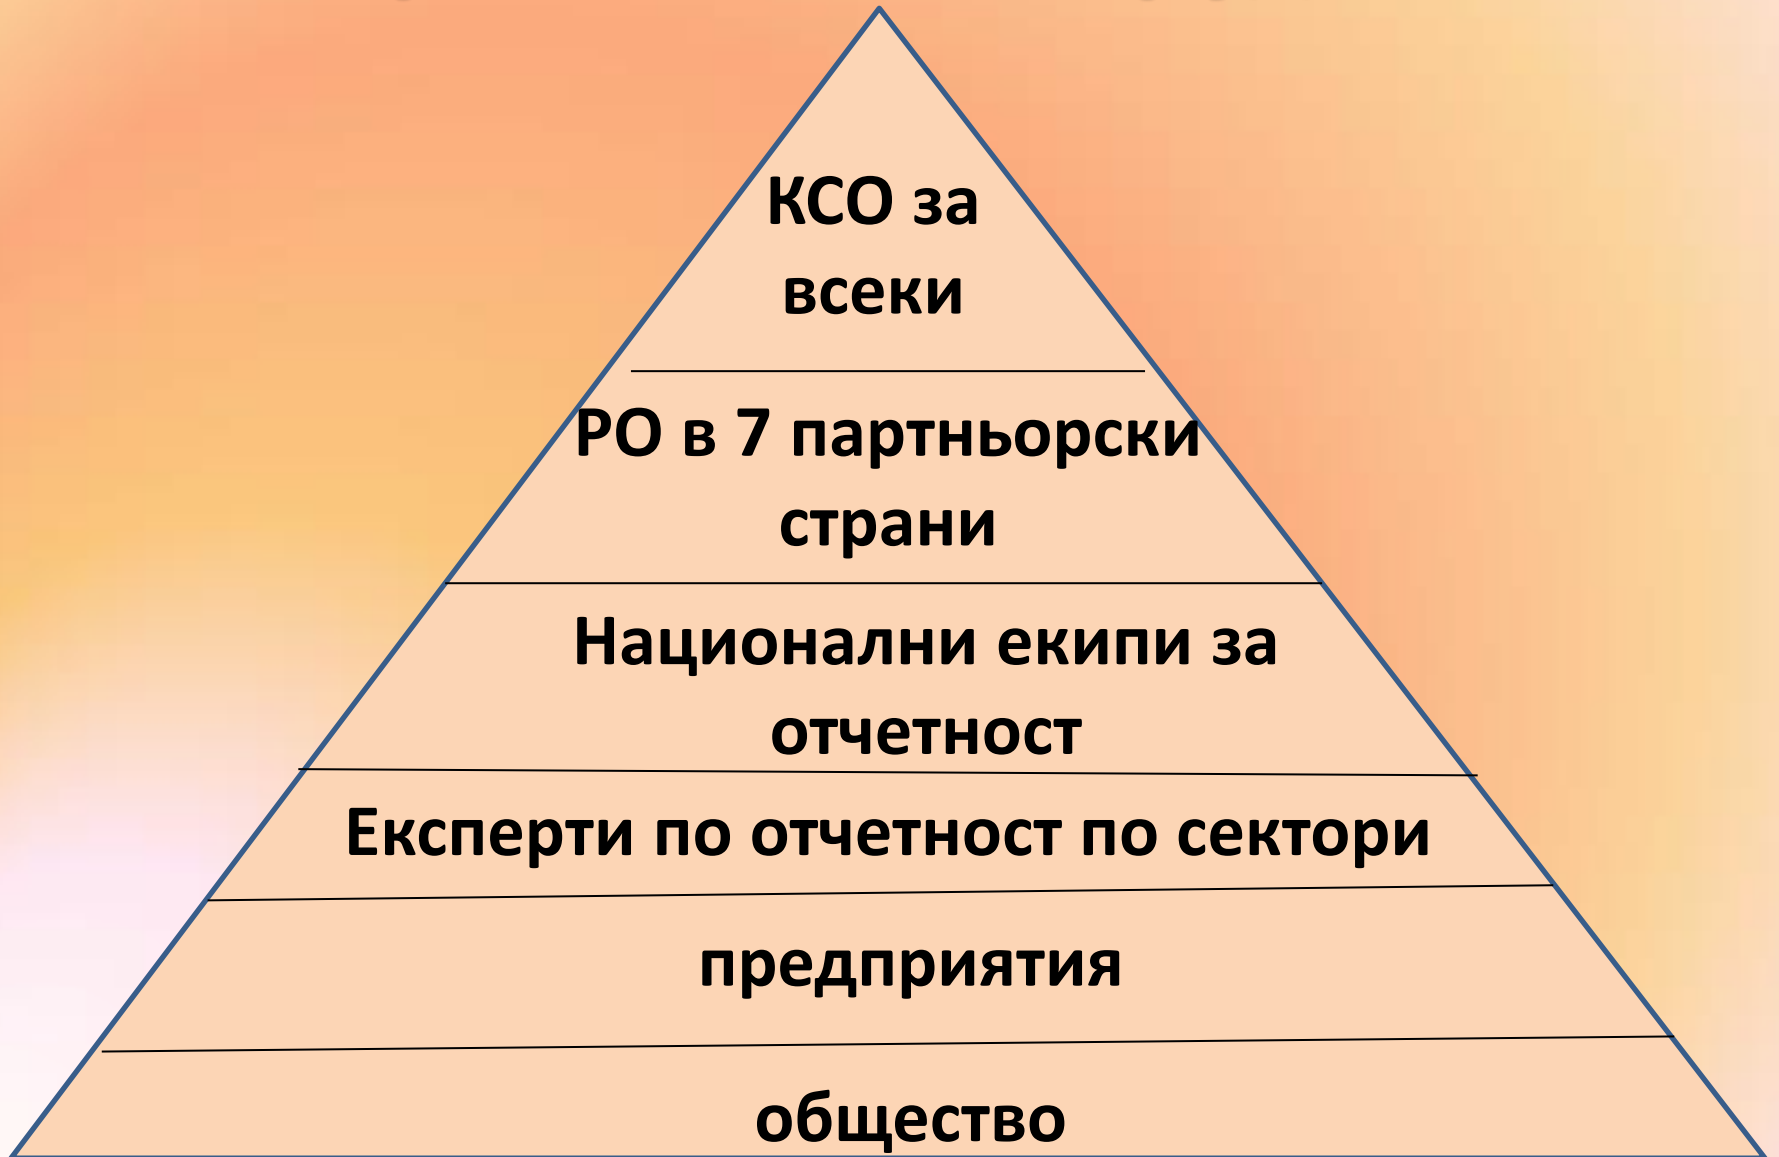 КСО за
всеки
РО в 7 партньорски
страни
Национални екипи за
отчетност
Експерти по отчетност по сектори
предприятия
общество